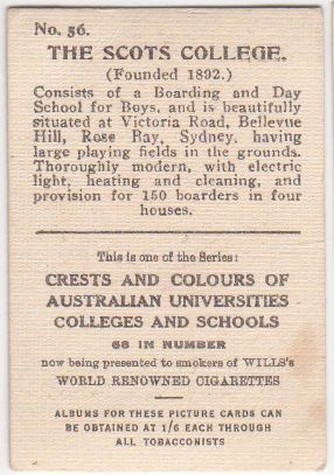 No. 56.
THE SCOTS COLLEGE.
(Founded 1892.)
Consists of a Boarding and Day
School for Boys, and is beautifully
situated at Victoria Road, Bellevue
Hill, Rose Bay, Sydney, having
large playing fields in the grounds.
Thoroughly modern, with electric
light, heating and cleaning, and
provision for 150 boarders in four
houses.
This is one of the Series:
CRESTS AND COLOURS OF
AUSTRALIAN UNIVERSITIES
COLLEGES AND SCHOOLS
68 IN NUMBER
now being presented to smokers of WILLS's
WORLD RENOWNED CIGARETTES
ALBUMS FOR THESE PICTURE CARDS CAN
BE OBTAINED AT 1/6 EACH THROUGH
ALL TOBACCONISTS